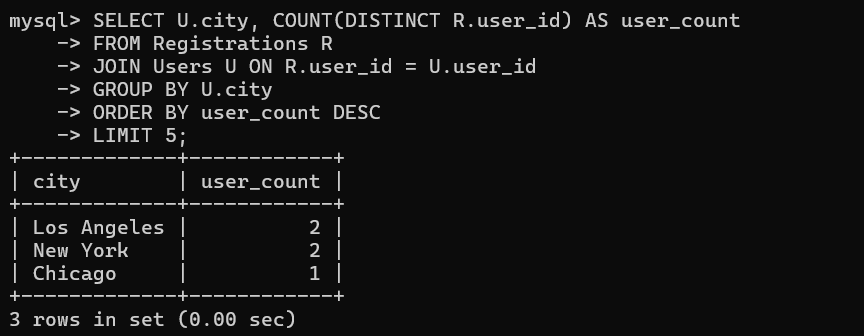 mysql> SELECT U.city, COUNT(DISTINCT R.user_id) AS user_count
    -> FROM Registrations R
    -> JOIN Users U ON R.user_id = U.user_id
    -> GROUP BY U.city
    -> ORDER BY user_count DESC
    -> LIMIT 5;
+-------------+------------+
| city        | user_count |
+-------------+------------+
| Los Angeles |          2 |
| New York    |          2 |
| Chicago     |          1 |
+-------------+------------+
3 rows in set (0.00 sec)